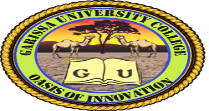 GARISSA UNIVERSITY COLLEGE
G U
OASIS OF INNOVATION